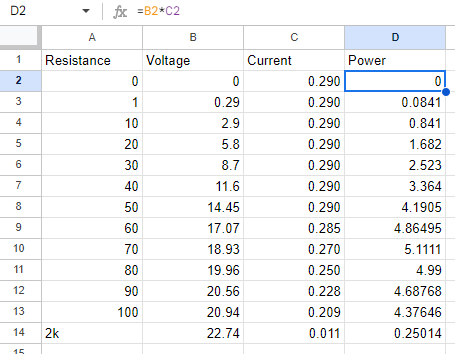 D2 fx =B2*C2
A B C D
1 Resistance Voltage Current Power
2 0 0 0.290 0
3 1 0.29 0.290 0.0841
4 10 2.9 0.290 0.841
5 20 5.8 0.290 1.682
6 30 8.7 0.290 2.523
7 40 11.6 0.290 3.364
8 50 14.45 0.290 4.1905
9 60 17.07 0.285 4.86495
10 70 18.93 0.270 5.1111
11 80 19.96 0.250 4.99
12 90 20.56 0.228 4.68768
13 100 20.94 0.209 4.37646
14 2k 22.74 0.011 0.25014
15